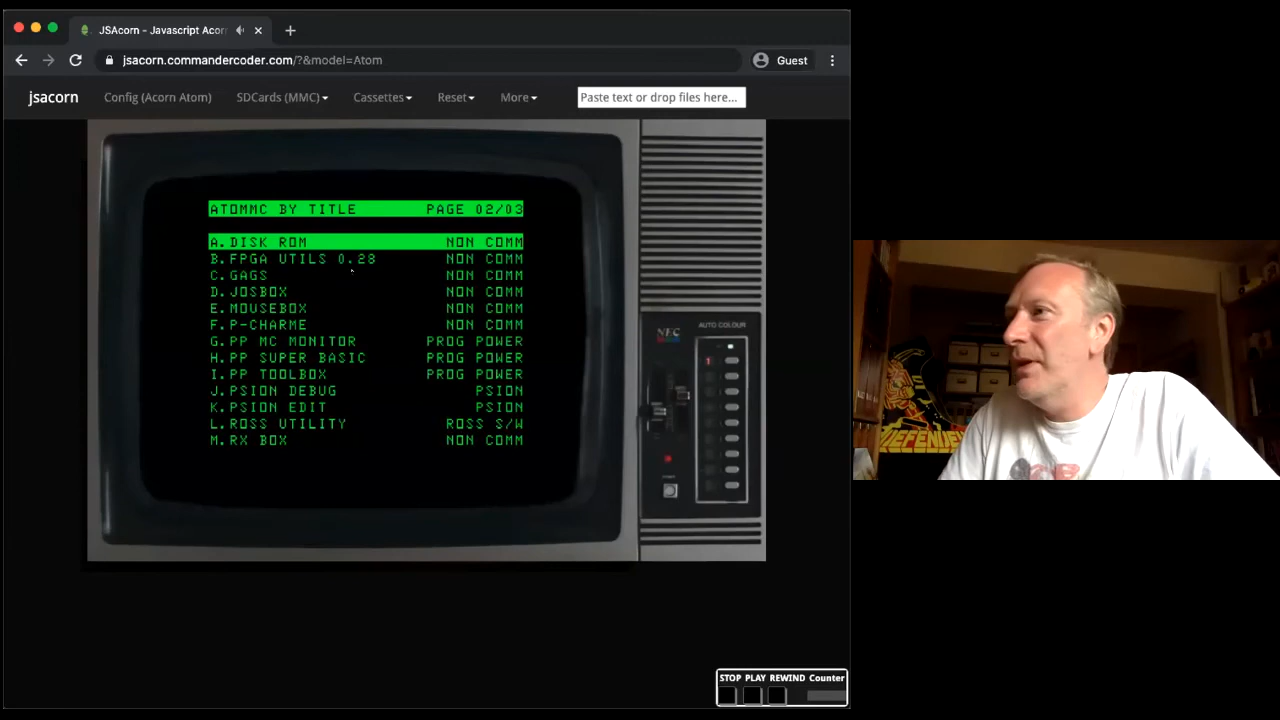 JSAcorn - Javascript Acorn
jsacorn.commandercoder.com/?&model=Atom
Guest
jsacorn
Config (Acorn Atom)
SDCards (MMC)
Cassettes
Reset
More
Paste text or drop files here...
ATOMMC BY TITLE PAGE 02/03
A.DISK ROM NON COMM
B.FPGA UTILS 0.28 NON COMM
C.GAGS NON COMM
D.JOSBOX NON COMM
E.MOUSEBOX NON COMM
F.P-CHARME NON COMM
G.PP MC MONITOR PROG POWER
H.PP SUPER BASIC PROG POWER
I.PP TOOLBOX PROG POWER
J.PSION DEBUG PSION
K.PSION EDIT PSION
L.ROSS UTILITY ROSS S/W
M.RX BOX NON COMM
NEC
AUTO COLOUR
1
DEFENDER
STOP PLAY REWIND Counter